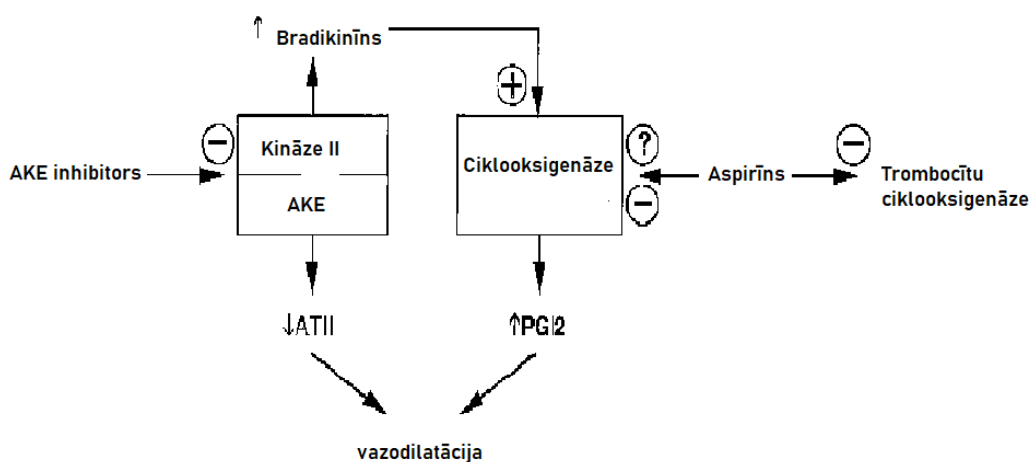 ↑ Bradikinīns
+
−
Kināze II
AKE inhibitors
AKE
Ciklooksigenāze
?
−
Aspirīns
−
Trombocītu
ciklooksigenāze
↓ATII
↑PGI2
vazodilatācija